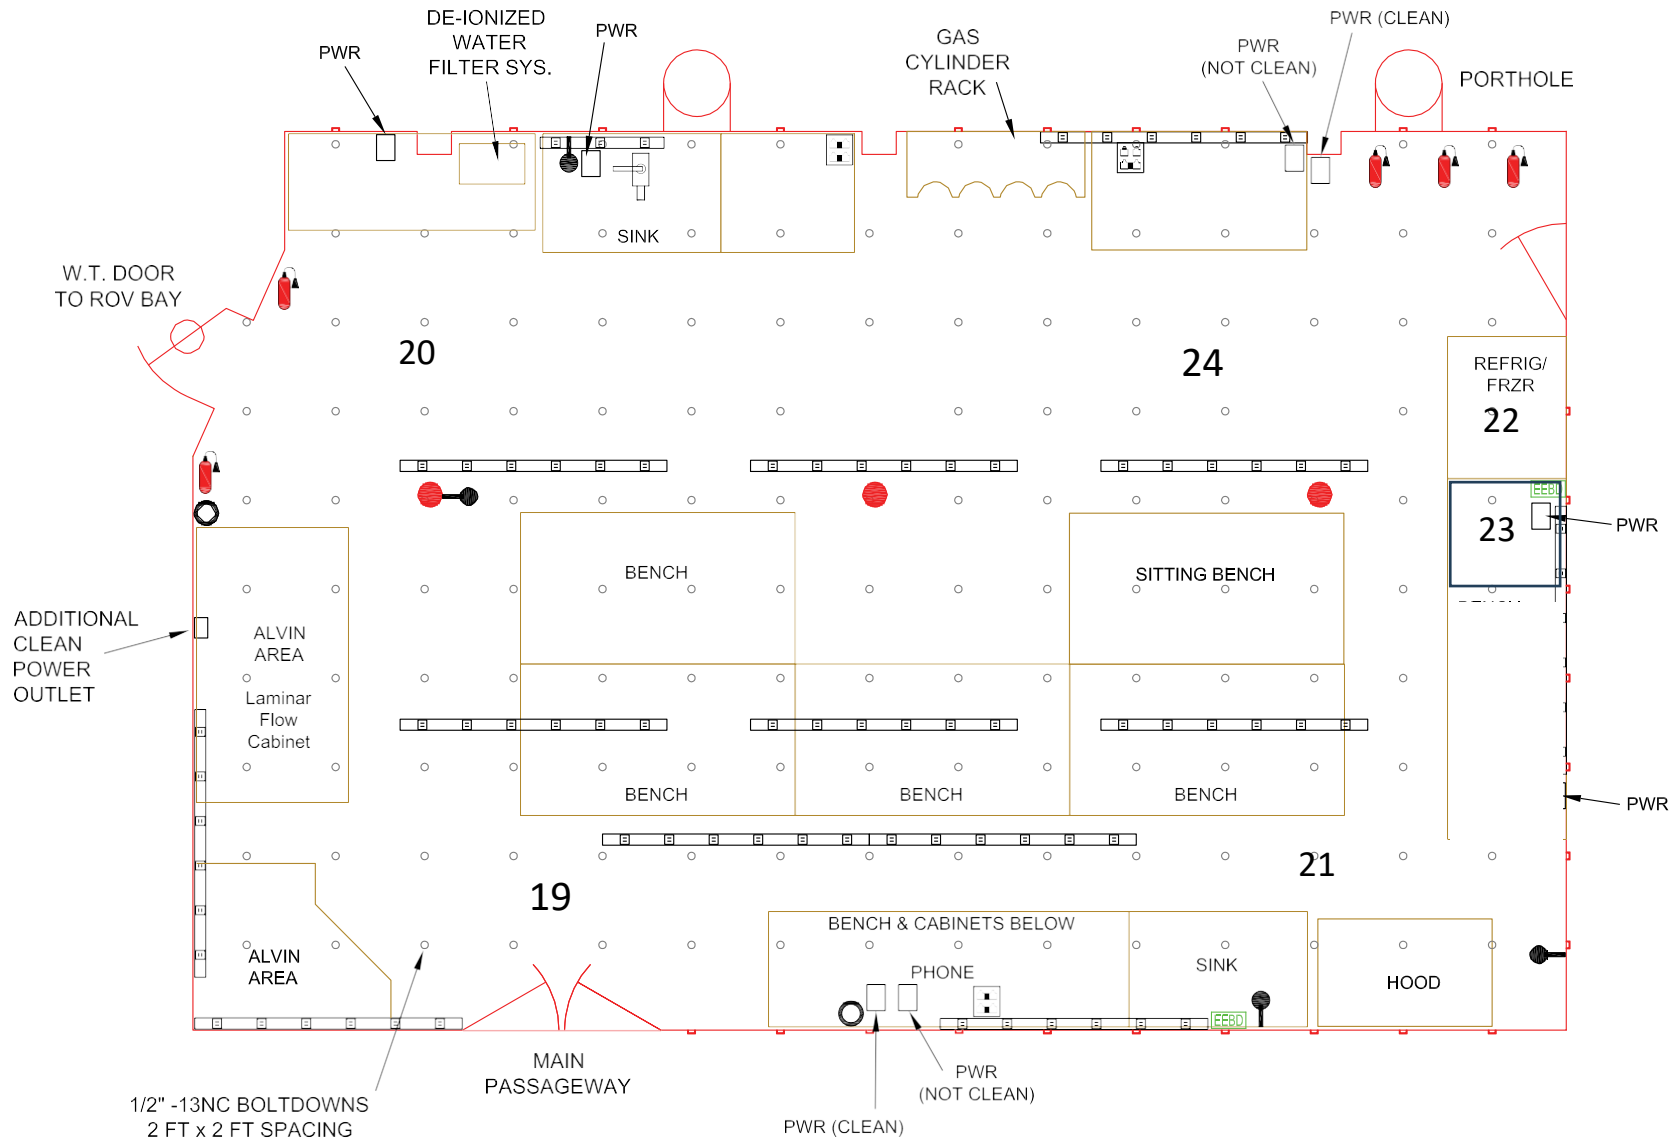 DE-IONIZED
WATER
FILTER SYS.
PWR
PWR
GAS
CYLINDER
RACK
PWR
(NOT CLEAN)
PWR (CLEAN)
PORTHOLE
SINK
W.T. DOOR
TO ROV BAY
20
24
REFRIG/
FRZR
22
EEBD
23
PWR
BENCH
SITTING BENCH
ADDITIONAL
CLEAN
POWER
OUTLET
ALVIN
AREA
Laminar
Flow
Cabinet
BENCH
BENCH
BENCH
PWR
21
19
BENCH & CABINETS BELOW
PHONE
SINK
HOOD
ALVIN
AREA
EEBD
MAIN
PASSAGEWAY
PWR
(NOT CLEAN)
PWR (CLEAN)
1/2" -13NC BOLTDOWNS
2 FT x 2 FT SPACING